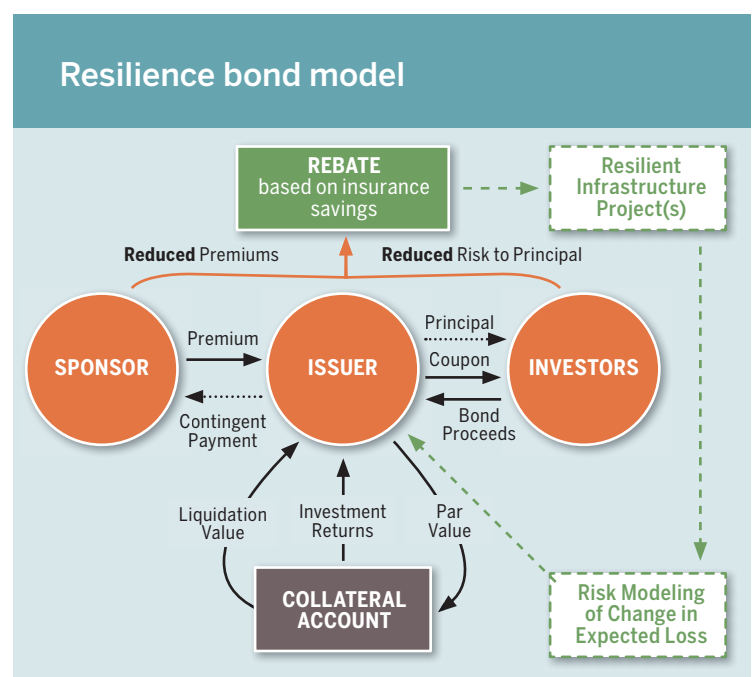 Resilience bond model
REBATE
based on insurance
savings
Resilient
Infrastructure
Project(s)
Reduced Premiums
Reduced Risk to Principal
SPONSOR
Premium
Contingent
Payment
ISSUER
Principal
Coupon
Bond
Proceeds
INVESTORS
Liquidation
Value
Investment
Returns
Par
Value
COLLATERAL
ACCOUNT
Risk Modeling
of Change in
Expected Loss